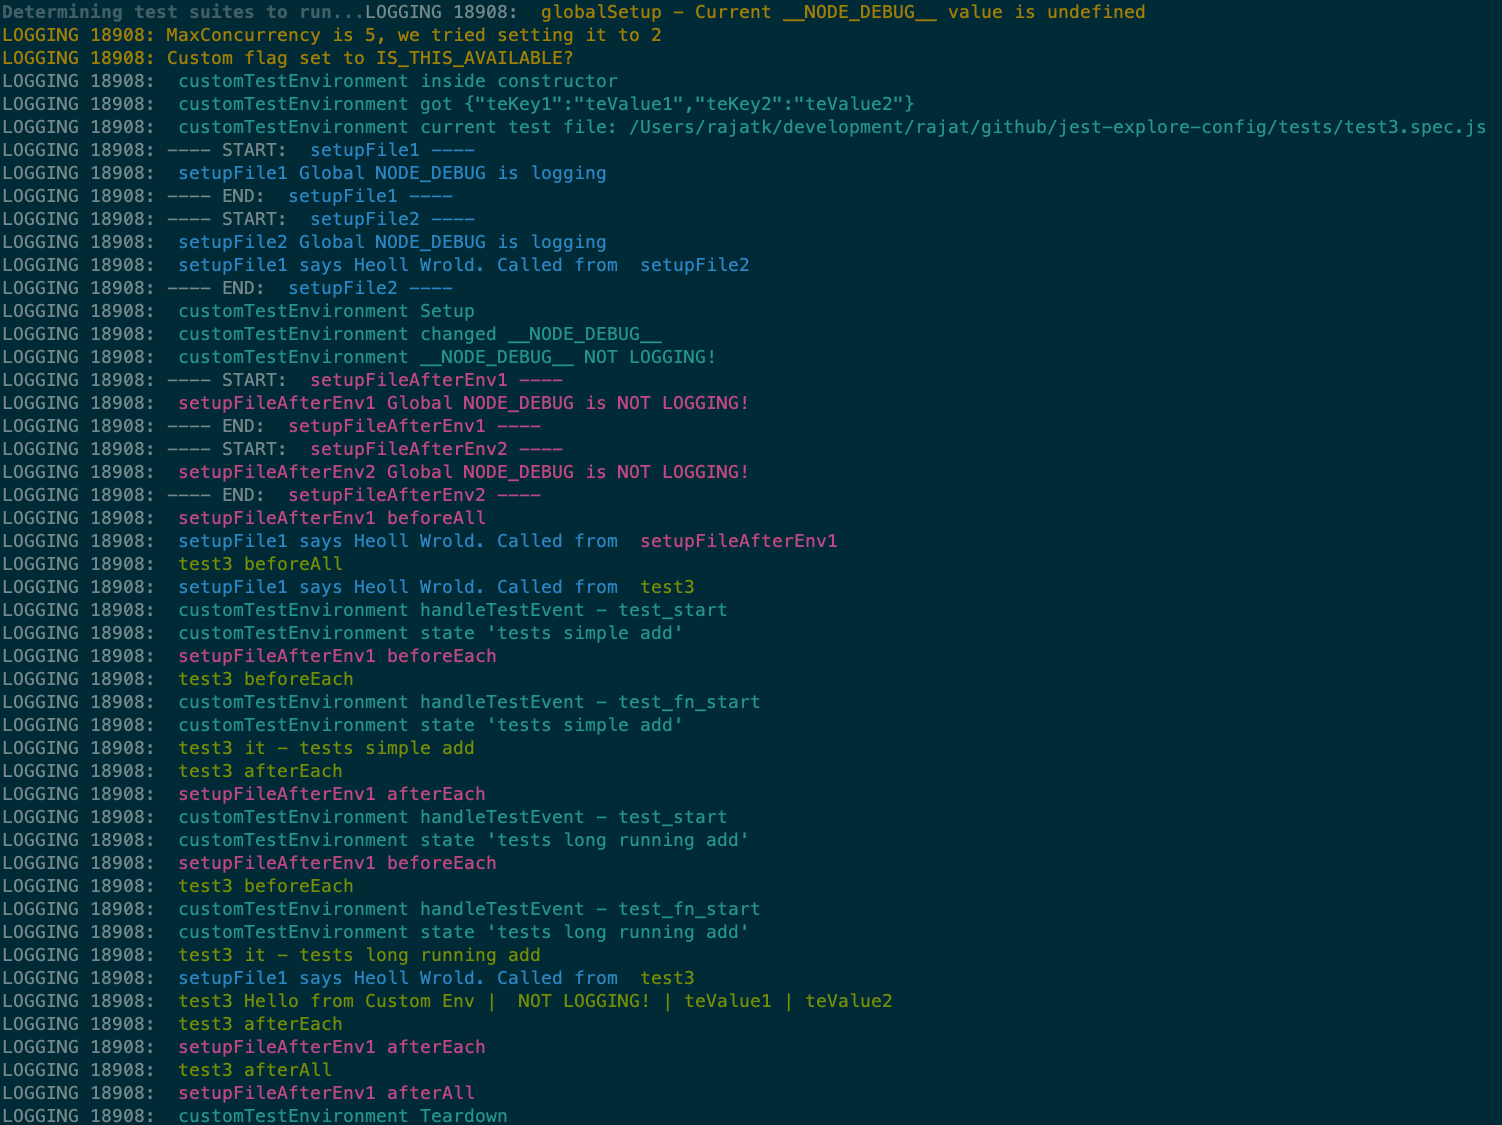 Determining test suites to run...LOGGING 18908:  globalSetup – Current __NODE_DEBUG__ value is undefined
LOGGING 18908: MaxConcurrency is 5, we tried setting it to 2
LOGGING 18908: Custom flag set to IS_THIS_AVAILABLE?
LOGGING 18908:  customTestEnvironment inside constructor
LOGGING 18908:  customTestEnvironment got {"teKey1":"teValue1","teKey2":"teValue2"}
LOGGING 18908:  customTestEnvironment current test file: /Users/rajatk/development/rajat/github/jest-explore-config/tests/test3.spec.js
LOGGING 18908: ---- START:  setupFile1 ----
LOGGING 18908:  setupFile1 Global NODE_DEBUG is logging
LOGGING 18908: ---- END:  setupFile1 ----
LOGGING 18908: ---- START:  setupFile2 ----
LOGGING 18908:  setupFile2 Global NODE_DEBUG is logging
LOGGING 18908:  setupFile1 says Heoll Wrold. Called from  setupFile2
LOGGING 18908: ---- END:  setupFile2 ----
LOGGING 18908:  customTestEnvironment Setup
LOGGING 18908:  customTestEnvironment changed __NODE_DEBUG__
LOGGING 18908:  customTestEnvironment __NODE_DEBUG__ NOT LOGGING!
LOGGING 18908: ---- START:  setupFileAfterEnv1 ----
LOGGING 18908:  setupFileAfterEnv1 Global NODE_DEBUG is NOT LOGGING!
LOGGING 18908: ---- END:  setupFileAfterEnv1 ----
LOGGING 18908: ---- START:  setupFileAfterEnv2 ----
LOGGING 18908:  setupFileAfterEnv2 Global NODE_DEBUG is NOT LOGGING!
LOGGING 18908: ---- END:  setupFileAfterEnv2 ----
LOGGING 18908:  setupFileAfterEnv1 beforeAll
LOGGING 18908:  setupFile1 says Heoll Wrold. Called from  setupFileAfterEnv1
LOGGING 18908:  test3 beforeAll
LOGGING 18908:  setupFile1 says Heoll Wrold. Called from  test3
LOGGING 18908:  customTestEnvironment handleTestEvent – test_start
LOGGING 18908:  customTestEnvironment state 'tests simple add'
LOGGING 18908:  setupFileAfterEnv1 beforeEach
LOGGING 18908:  test3 beforeEach
LOGGING 18908:  customTestEnvironment handleTestEvent – test_fn_start
LOGGING 18908:  customTestEnvironment state 'tests simple add'
LOGGING 18908:  test3 it – tests simple add
LOGGING 18908:  test3 afterEach
LOGGING 18908:  setupFileAfterEnv1 afterEach
LOGGING 18908:  customTestEnvironment handleTestEvent – test_start
LOGGING 18908:  customTestEnvironment state 'tests long running add'
LOGGING 18908:  setupFileAfterEnv1 beforeEach
LOGGING 18908:  test3 beforeEach
LOGGING 18908:  customTestEnvironment handleTestEvent – test_fn_start
LOGGING 18908:  customTestEnvironment state 'tests long running add'
LOGGING 18908:  test3 it – tests long running add
LOGGING 18908:  setupFile1 says Heoll Wrold. Called from  test3
LOGGING 18908:  test3 Hello from Custom Env |  NOT LOGGING! | teValue1 | teValue2
LOGGING 18908:  test3 afterEach
LOGGING 18908:  setupFileAfterEnv1 afterEach
LOGGING 18908:  test3 afterAll
LOGGING 18908:  setupFileAfterEnv1 afterAll
LOGGING 18908:  customTestEnvironment Teardown